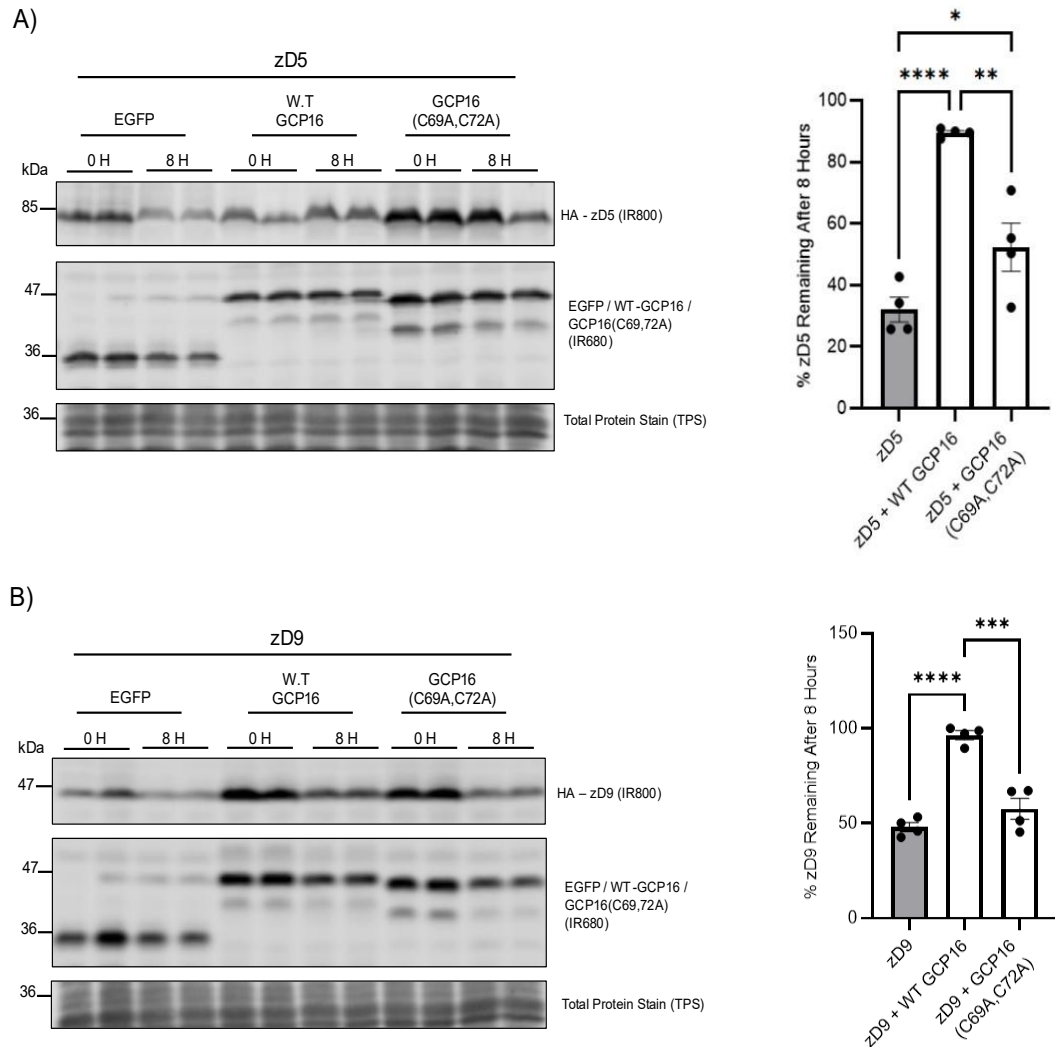 A)
zD5
EGFP
W.T
GCP16
GCP16
(C69A,C72A)
0 H 8 H 0 H 8 H 0 H 8 H
kDa
85
HA - zD5 (IR800)
47
36
EGFP / WT-GCP16 /
GCP16(C69,72A)
(IR680)
36
Total Protein Stain (TPS)
*
**** **
100
80
60
40
20
0
% zD5 Remaining After 8 Hours
zD5
zD5 + WT GCP16
zD5 + GCP16
(C69A,C72A)
B)
zD9
EGFP
W.T
GCP16
GCP16
(C69A,C72A)
0 H 8 H 0 H 8 H 0 H 8 H
kDa
47
HA – zD9 (IR800)
47
36
EGFP / WT-GCP16 /
GCP16(C69,72A)
(IR680)
36
Total Protein Stain (TPS)
***
****
150
100
50
0
% zD9 Remaining After 8 Hours
zD9
zD9 + WT GCP16
zD9 + GCP16
(C69A,C72A)